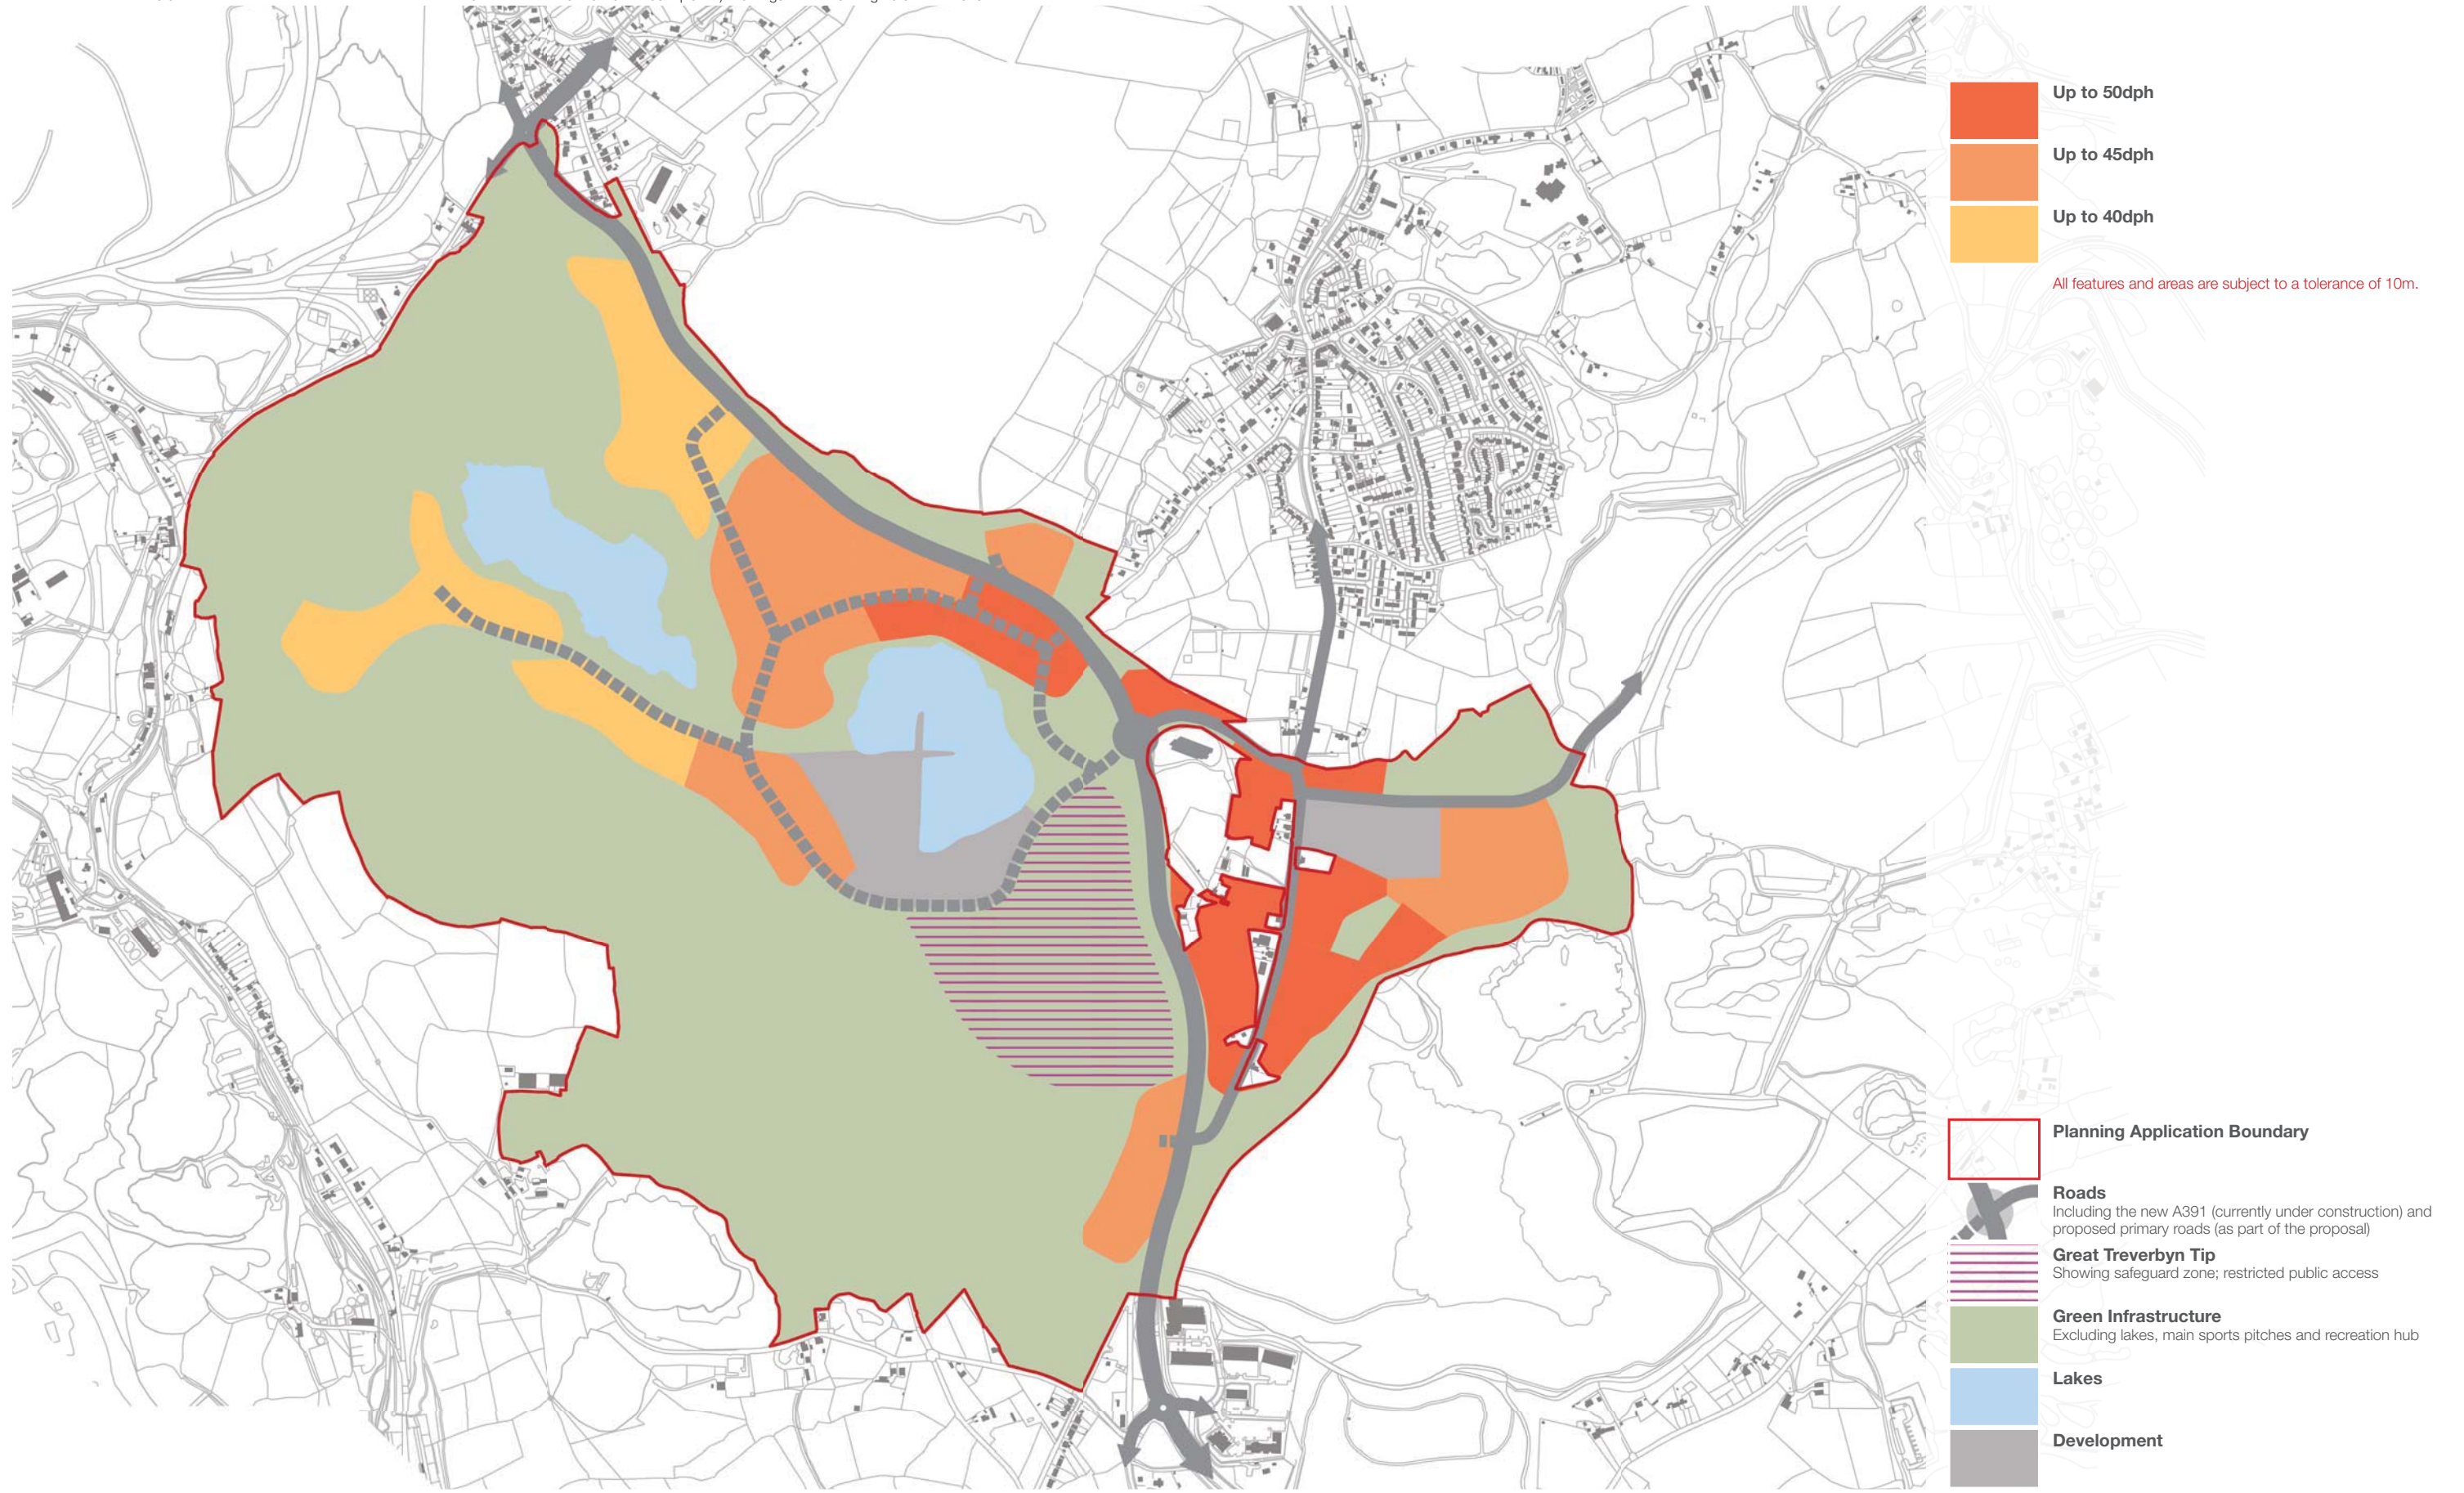 Up to 50dph
Up to 45dph
Up to 40dph
All features and areas are subject to a tolerance of 10m.
Planning Application Boundary
Roads
Including the new A391 (currently under construction) and
proposed primary roads (as part of the proposal)
Great Treverbyn Tip
Showing safeguard zone; restricted public access
Green Infrastructure
Excluding lakes, main sports pitches and recreation hub
Lakes
Development